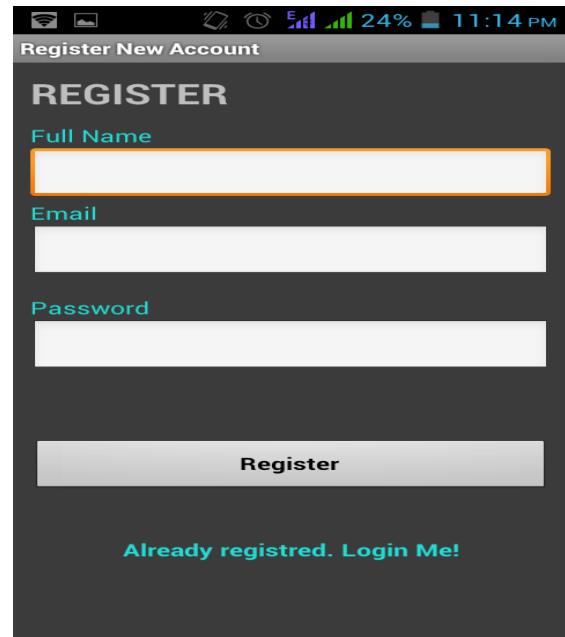 E 24% 11:14 PM
Register New Account
REGISTER
Full Name
Email
Password
Register
Already registred. Login Me!